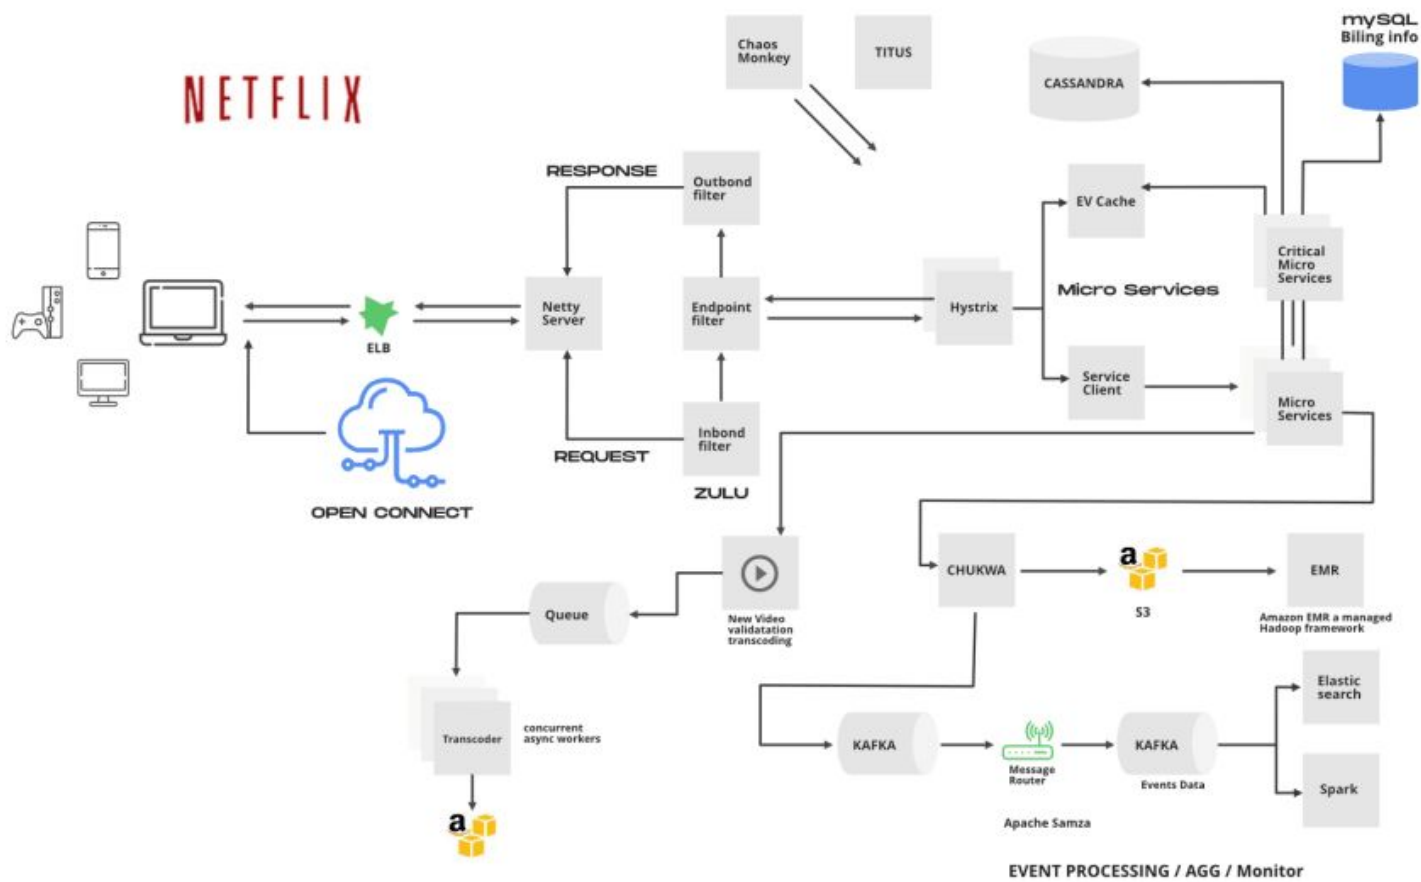 NETFLIX
Chaos
Monkey
TITUS
CASSANDRA
mySQL
Biling info
RESPONSE
Outbond
filter
EV Cache
Critical
Micro
Services
Netty
Server
Endpoint
filter
Hystrix
Micro Services
ELB
Service
Client
Micro
Services
Inbond
filter
REQUEST
ZULU
OPEN CONNECT
CHUKWA
a
S3
EMR
Amazon EMR a managed
Hadoop framework
Queue
New Video
validatation
transcoding
Elastic
search
Transcoder
concurrent
async workers
KAFKA
Message
Router
KAFKA
Events Data
Spark
a
Apache Samza
EVENT PROCESSING / AGG / Monitor